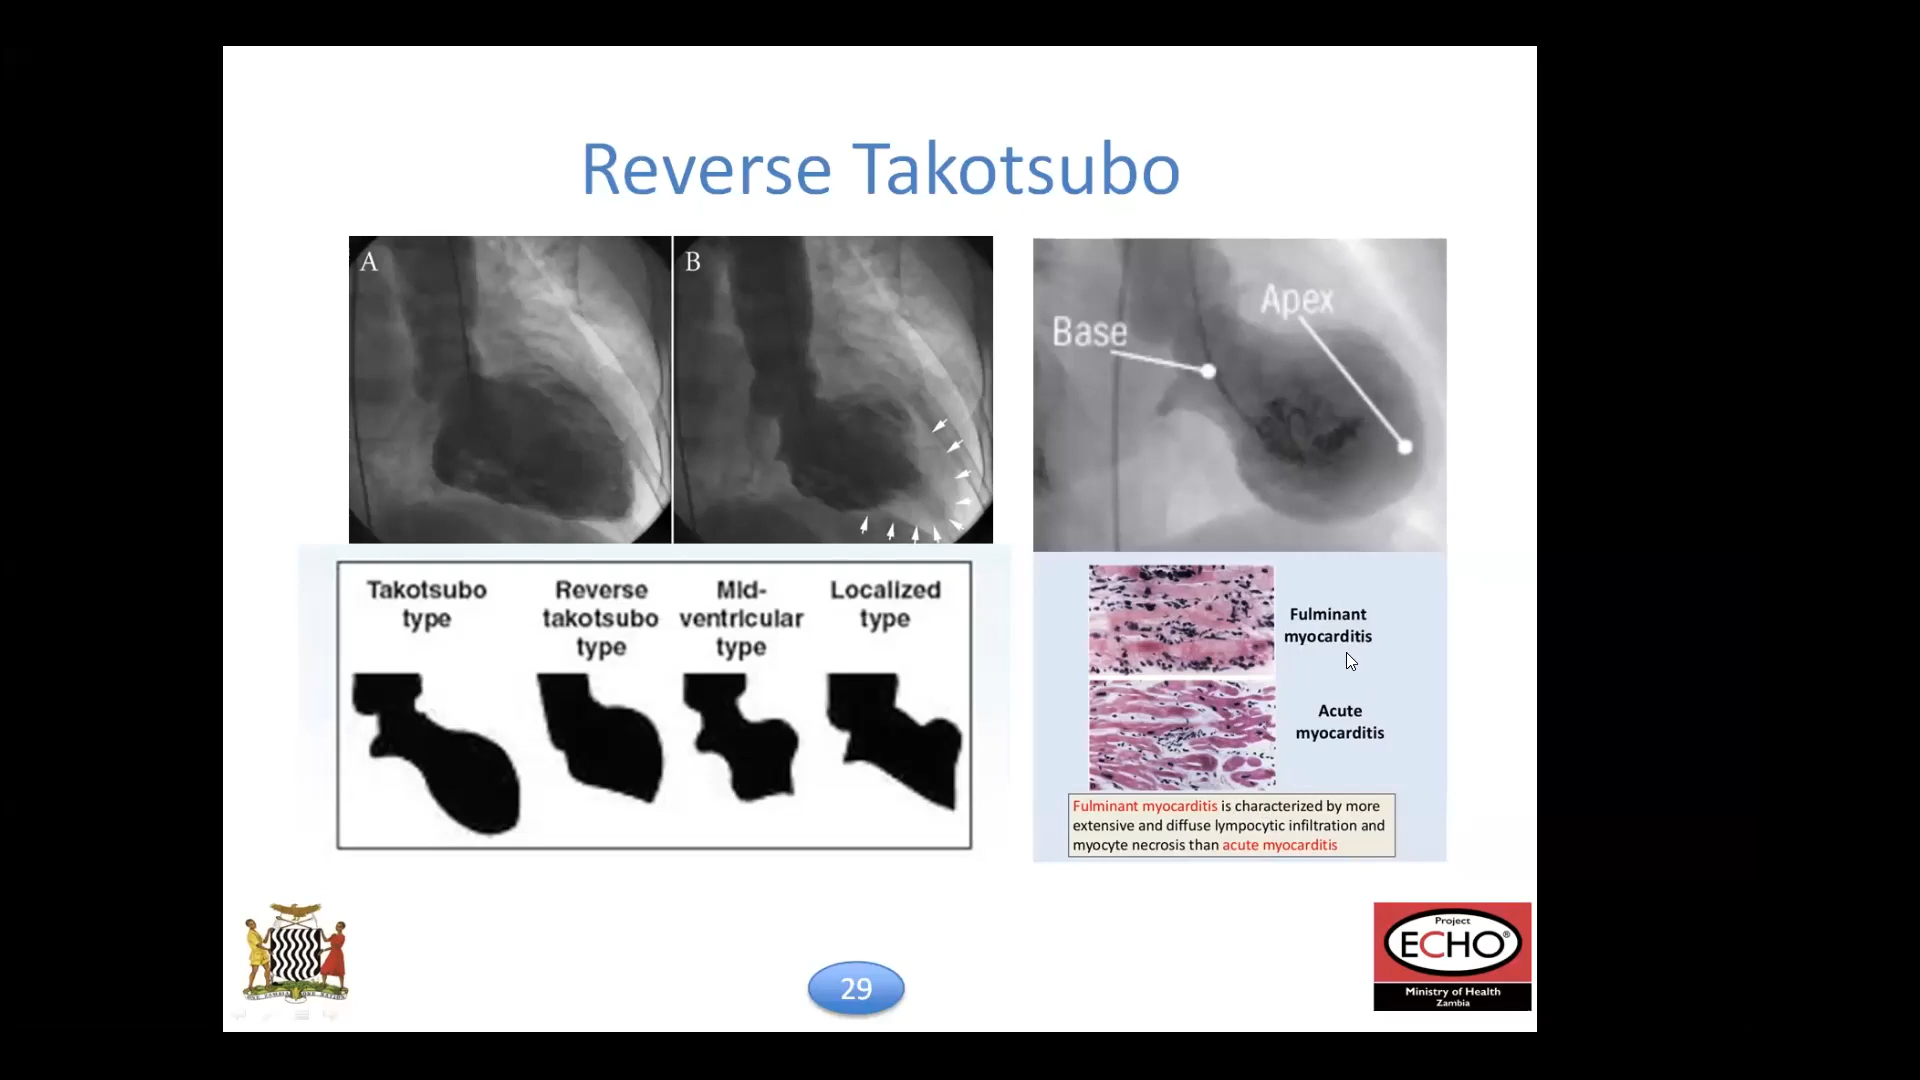 Reverse Takotsubo
A
B
Base
Apex
Takotsubo
type
Reverse
takotsubo
type
Mid-
ventricular
type
Localized
type
Fulminant
myocarditis
Acute
myocarditis
Fulminant myocarditis is characterized by more
extensive and diffuse lympocytic infiltration and
myocyte necrosis than acute myocarditis
29
Project
ECHO®
Ministry of Health
Zambia